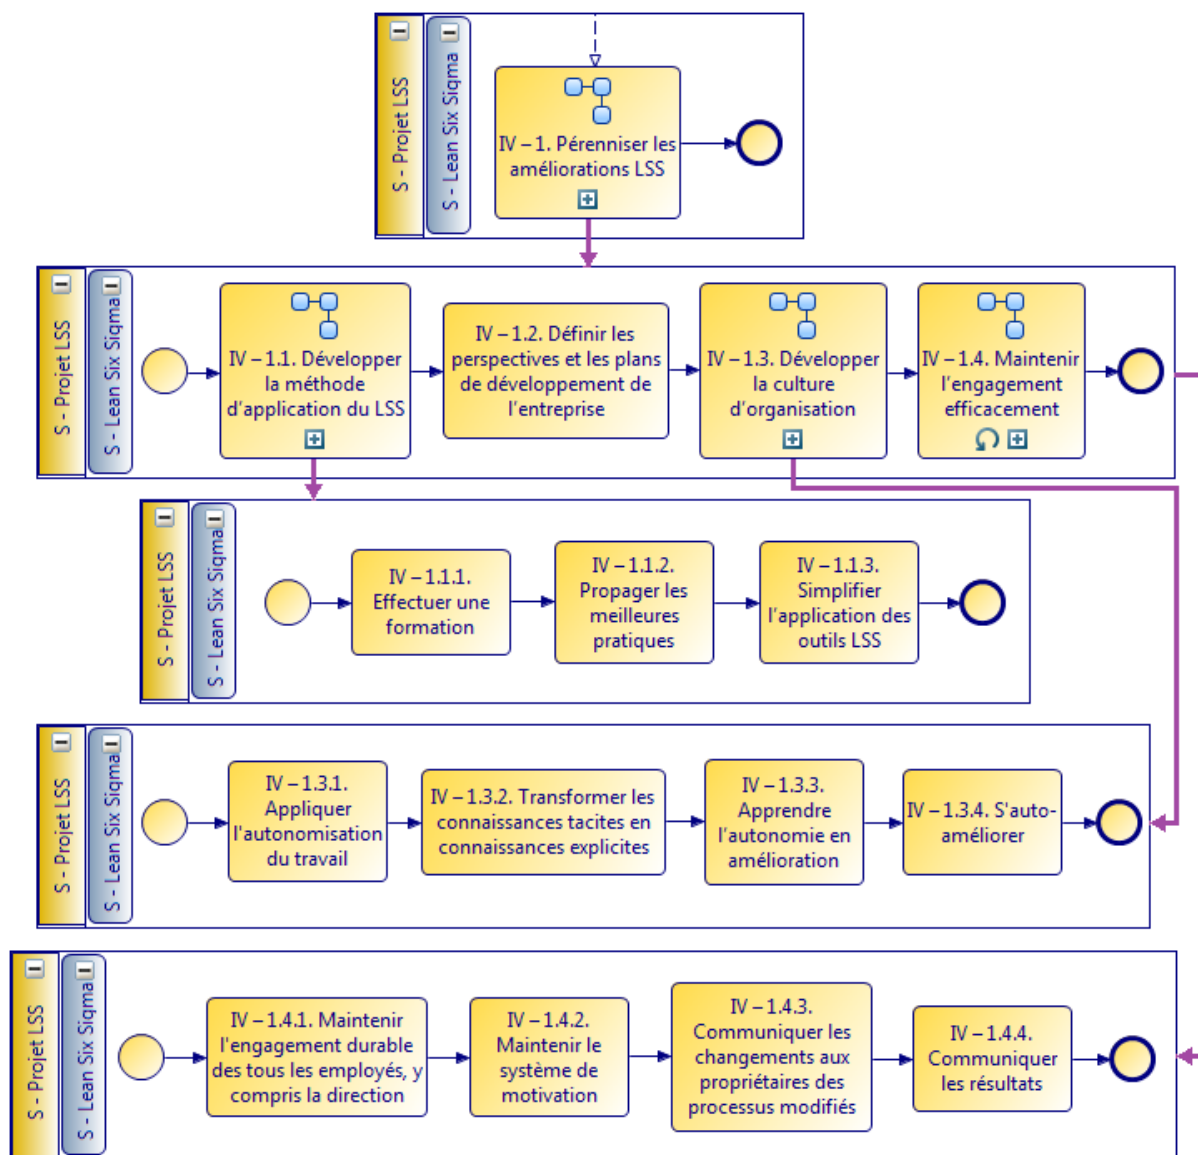 S - Projet LSS
S - Lean Six Sigma
IV – 1. Pérenniser les
améliorations LSS
S - Projet LSS
S - Lean Six Sigma
IV – 1.1. Développer
la méthode
d'application du LSS
IV – 1.2. Définir les
perspectives et les plans
de développement de
l'entreprise
IV – 1.3. Développer
la culture
d'organisation
IV – 1.4. Maintenir
l'engagement
efficacement
S - Projet LSS
S - Lean Six Sigma
IV – 1.1.1.
Effectuer une
formation
IV – 1.1.2.
Propager les
meilleures
pratiques
IV – 1.1.3.
Simplifier
l'application des
outils LSS
S - Projet LSS
S - Lean Six Sigma
IV – 1.3.1.
Appliquer
l'autonomisation
du travail
IV – 1.3.2. Transformer les
connaissances tacites en
connaissances explicites
IV – 1.3.3.
Apprendre
l'autonomie en
amélioration
IV – 1.3.4. S'auto-
améliorer
S - Projet LSS
S - Lean Six Sigma
IV – 1.4.1. Maintenir
l'engagement durable
des tous les employés, y
compris la direction
IV – 1.4.2.
Maintenir le
système de
motivation
IV – 1.4.3.
Communiquer les
changements aux
propriétaires des
processus modifiés
IV – 1.4.4.
Communiquer
les résultats